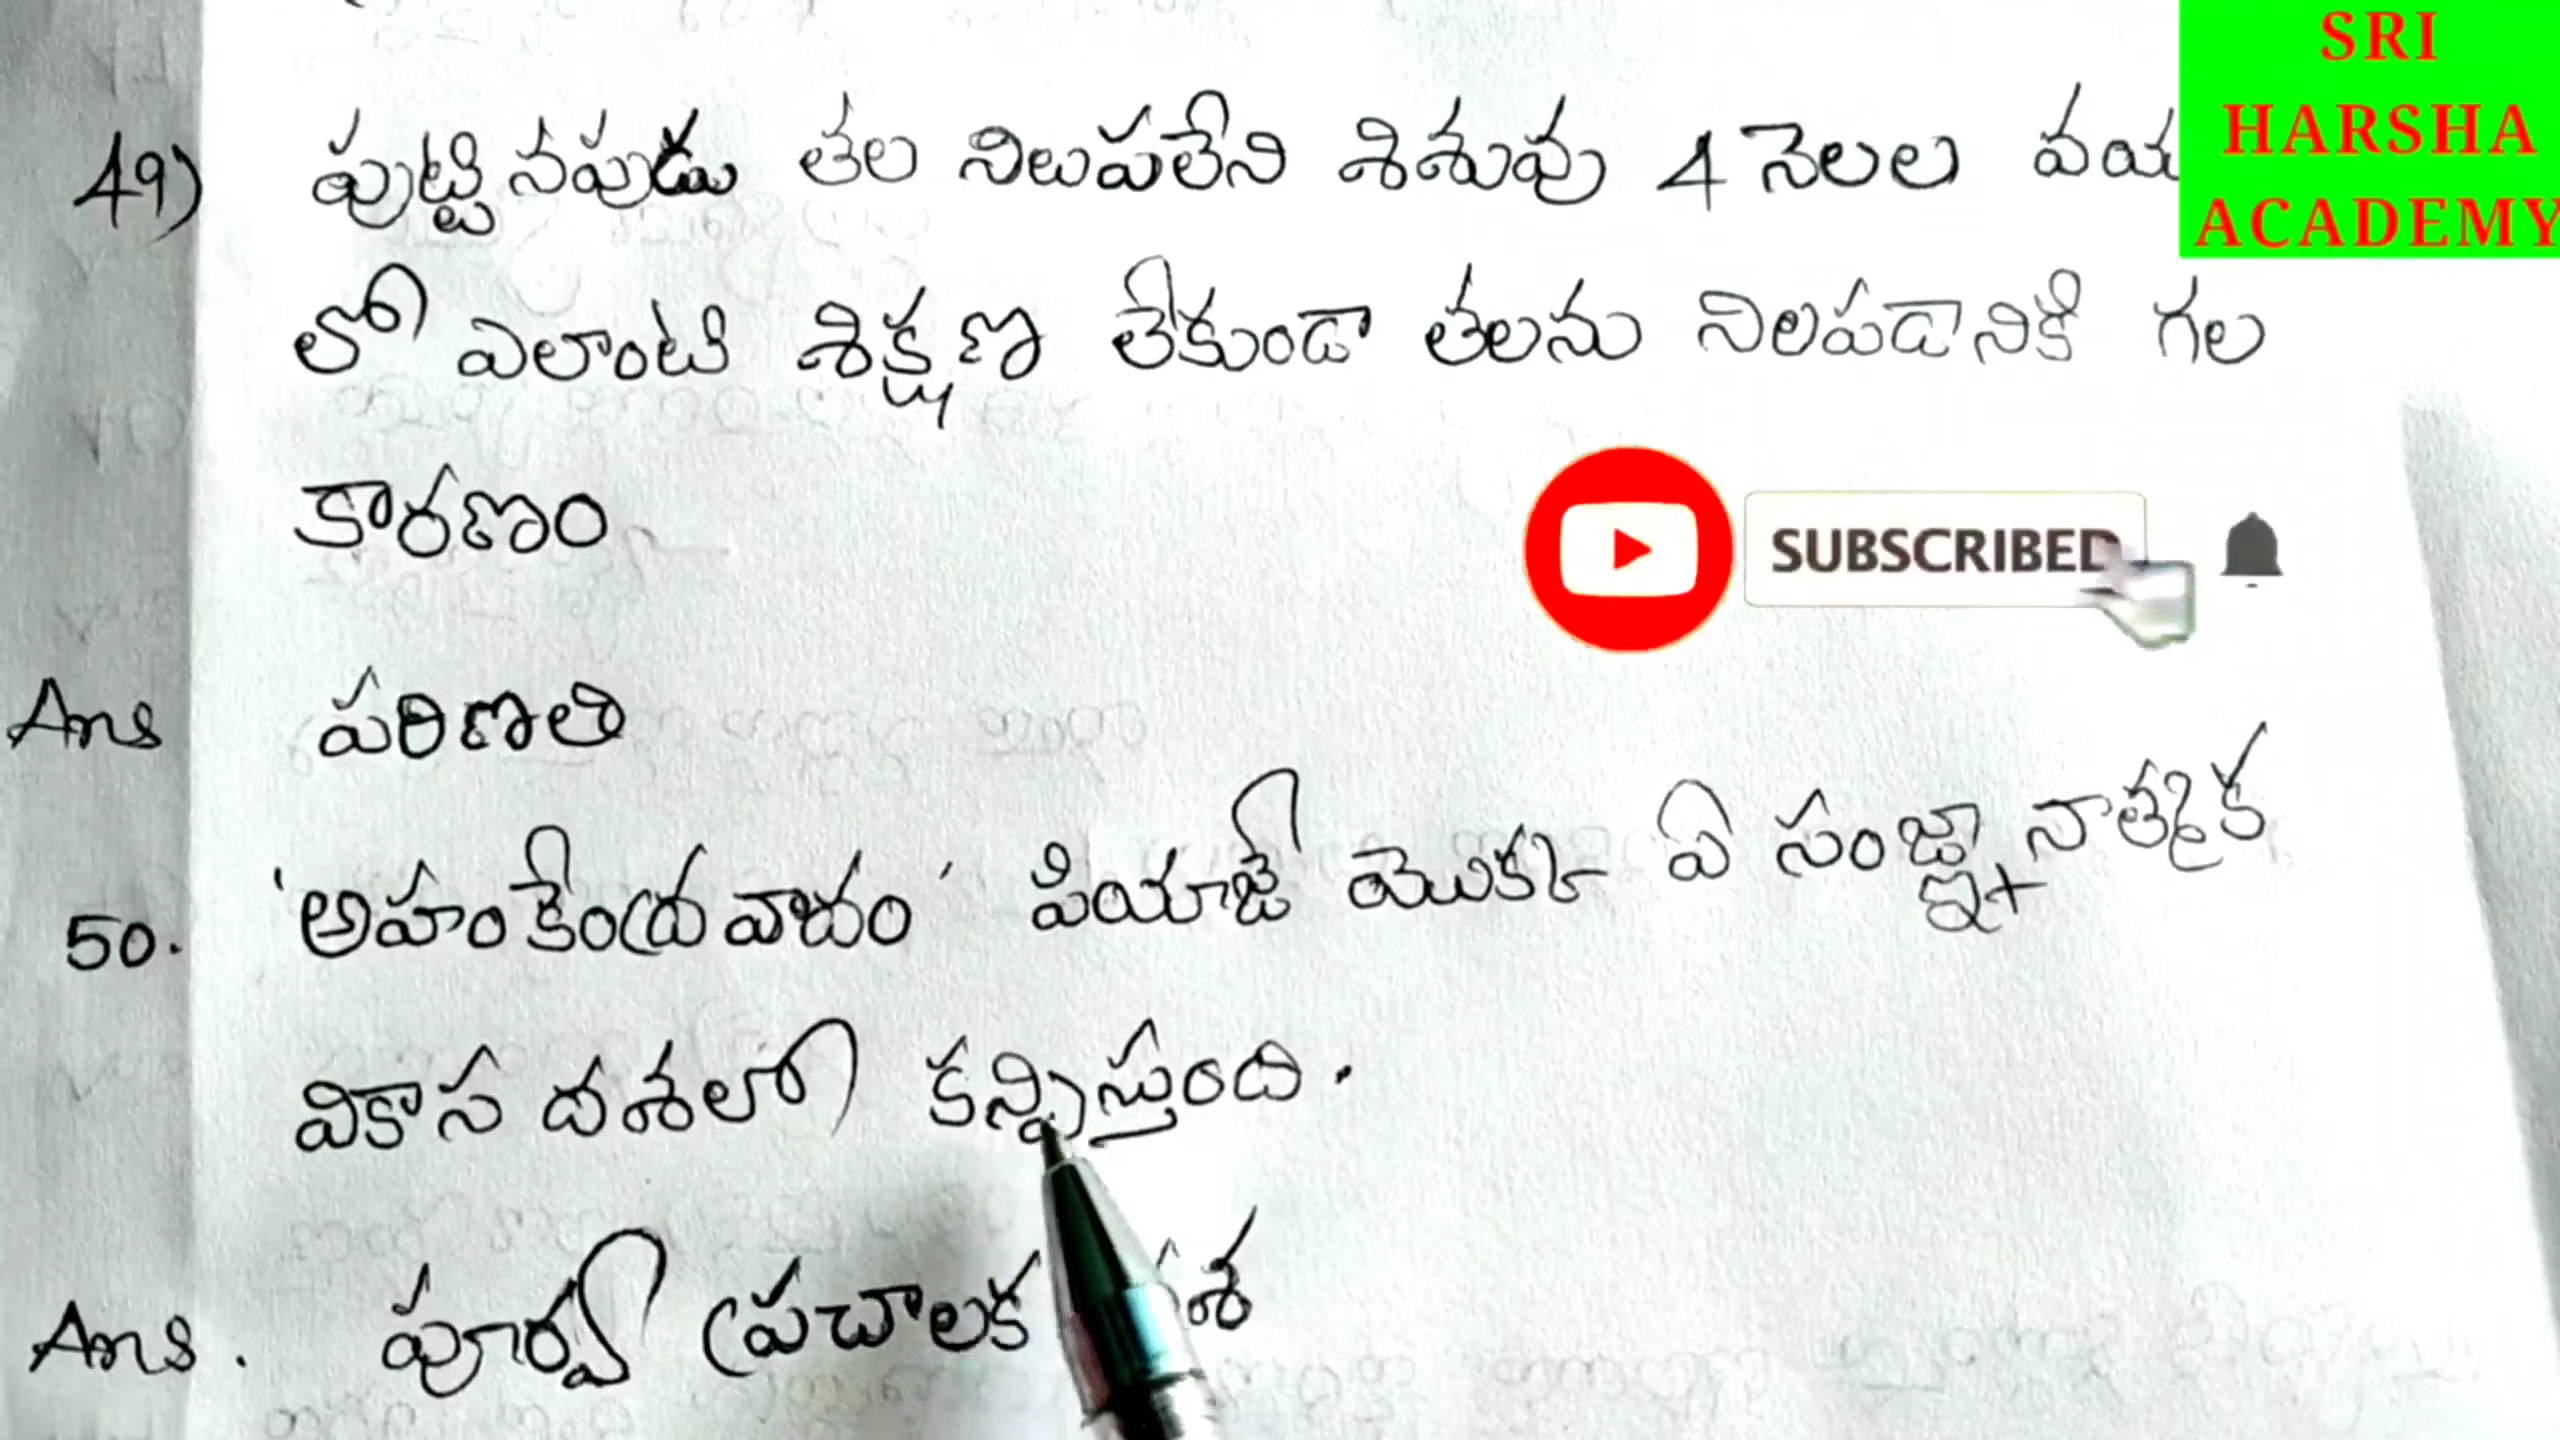 SRI
HARSHA
ACADEMY
49) పుట్టినపుడు తల నిలుపలేని శిశువు 4 నెలల వయ
లో ఎలాంటి శిక్షణ లేకుండా తలను నిలపడానికి గల
కారణం
SUBSCRIBED
Ans పరిణతి
50. 'అహంకేంద్రవాదం' పియాజే యొక్క ఏ సంజ్ఞానాత్మక
వికాస దశలో కన్పిస్తుంది.
Ans. పూర్వ ప్రచాలక